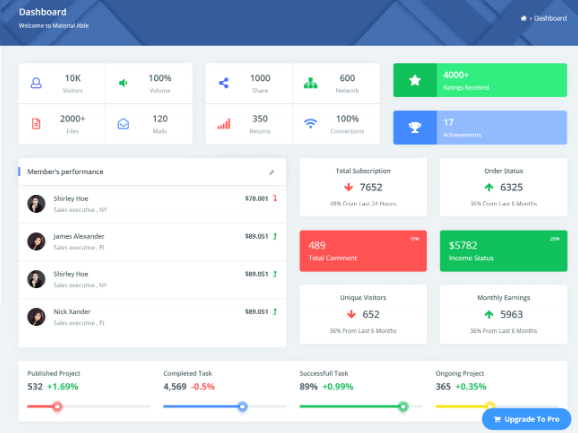 Dashboard
Welcome to Material Able
› Dashboard
10K
Visitors
100%
Volume
1000
Share
600
Network
4000+
Ratings Received
2000+
Files
120
Mails
350
Returns
100%
Connections
17
Achievements
Member's performance
Shirley Hoe
Sales executive , NY
$78.001
James Alexander
Sales executive , EL
$89.051
Shirley Hoe
Sales executive , NY
$89.051
Nick Xander
Sales executive , EL
$89.051
Total Subscription
7652
48% From Last 24 Hours
Order Status
6325
36% From Last 6 Months
489
15%
Total Comment
$5782
20%
Income Status
Unique Visitors
652
36% From Last 6 Months
Monthly Earnings
5963
36% From Last 6 Months
Published Project
532 +1.69%
Completed Task
4,569 -0.5%
Successfull Task
89% +0.99%
Ongoing Project
365 +0.35%
Upgrade To Pro